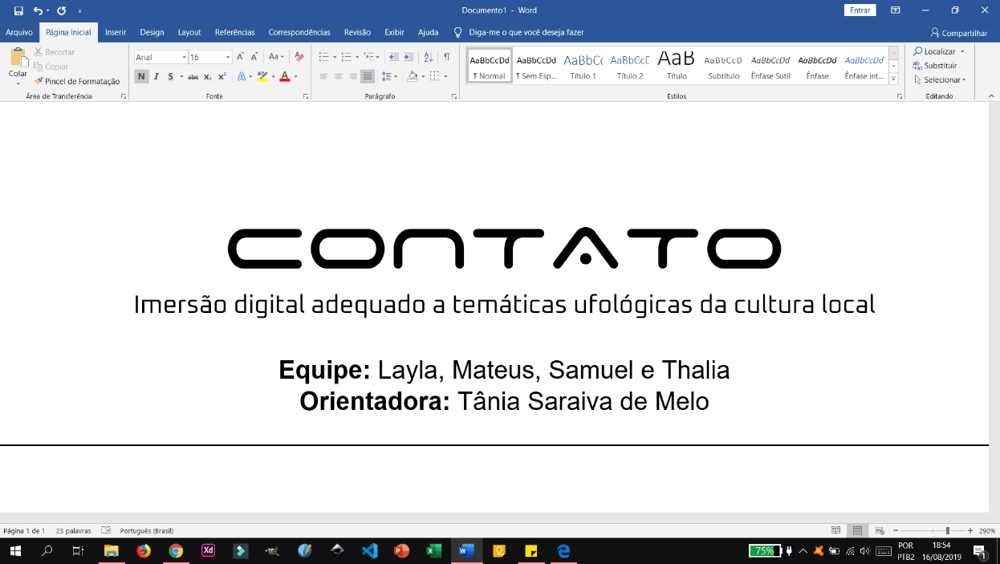 Documento1 - Word
Entrar
Arquivo Página Inicial Inserir Design Layout Referências Correspondências Revisão Exibir Ajuda Diga-me o que você deseja fazer Compartilhar
Colar
Recortar
Copiar
Pincel de Formatação
Área de Transferência
Arial 16 Aa
N I S abc x₂ x² A aby A
Fonte
Parágrafo
AaBbCcDd AaBbCcDd AaBbCc AaBbCcD AaB AaBbCcD AaBbCcDd AaBbCcDd AaBbCcDd
¶ Normal ¶ Sem Esp... Título 1 Título 2 Título Subtítulo Ênfase Sutil Ênfase Ênfase Int...
Estilos
Localizar
Substituir
Selecionar
Editando
CONTATO
Imersão digital adequado a temáticas ufológicas da cultura local
Equipe: Layla, Mateus, Samuel e Thalia
Orientadora: Tânia Saraiva de Melo
Página 1 de 1 23 palavras Português (Brasil) 290%
Xd 75% POR 18:54
PTB2 16/08/2019 1